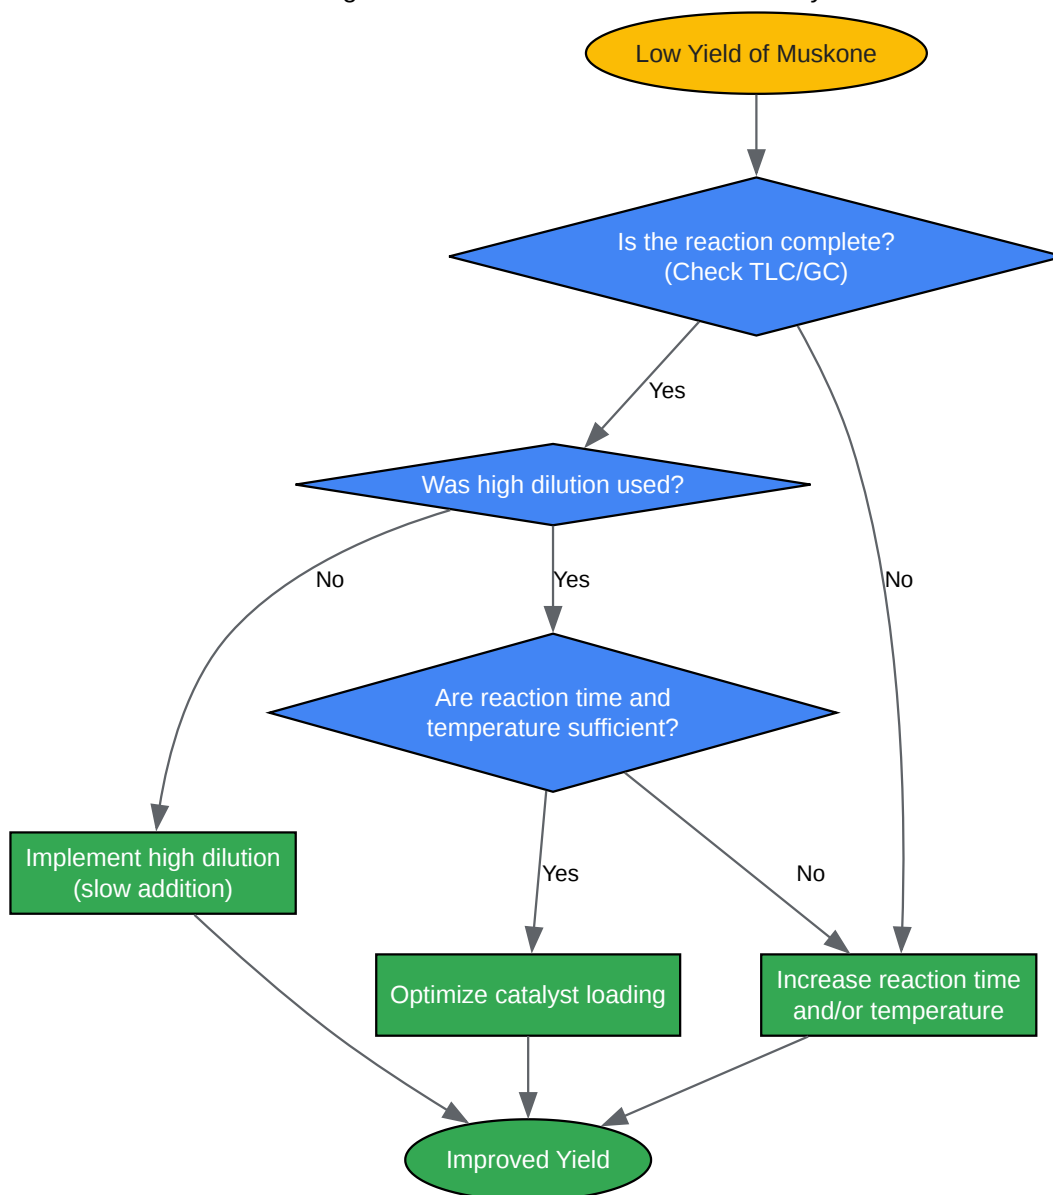 Low Yield of Muskone
Is the reaction complete?
(Check TLC/GC)
Yes
Was high dilution used?
No
Yes
No
Are reaction time and
temperature sufficient?
Implement high dilution
(slow addition)
Yes
No
Optimize catalyst loading
Increase reaction time
and/or temperature
Improved Yield